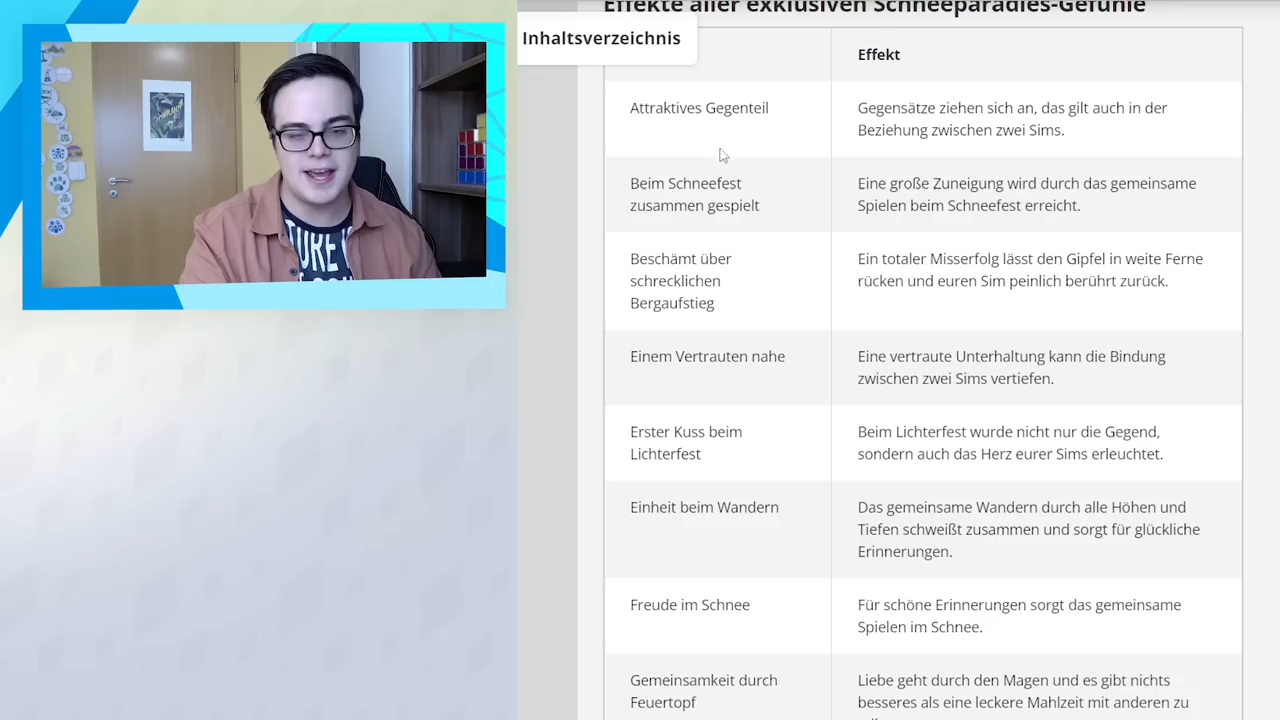 Effekte aller exklusiven Schneeparadies-Gefühle
Inhaltsverzeichnis
Effekt
Attraktives Gegenteil
Gegensätze ziehen sich an, das gilt auch in der
Beziehung zwischen zwei Sims.
Beim Schneefest
zusammen gespielt
Eine große Zuneigung wird durch das gemeinsame
Spielen beim Schneefest erreicht.
Beschämt über
schrecklichen
Bergaufstieg
Ein totaler Misserfolg lässt den Gipfel in weite Ferne
rücken und euren Sim peinlich berührt zurück.
Einem Vertrauten nahe
Eine vertraute Unterhaltung kann die Bindung
zwischen zwei Sims vertiefen.
Erster Kuss beim
Lichterfest
Beim Lichterfest wurde nicht nur die Gegend,
sondern auch das Herz eurer Sims erleuchtet.
Einheit beim Wandern
Das gemeinsame Wandern durch alle Höhen und
Tiefen schweißt zusammen und sorgt für glückliche
Erinnerungen.
Freude im Schnee
Für schöne Erinnerungen sorgt das gemeinsame
Spielen im Schnee.
Gemeinsamkeit durch
Feuertopf
Liebe geht durch den Magen und es gibt nichts
besseres als eine leckere Mahlzeit mit anderen zu